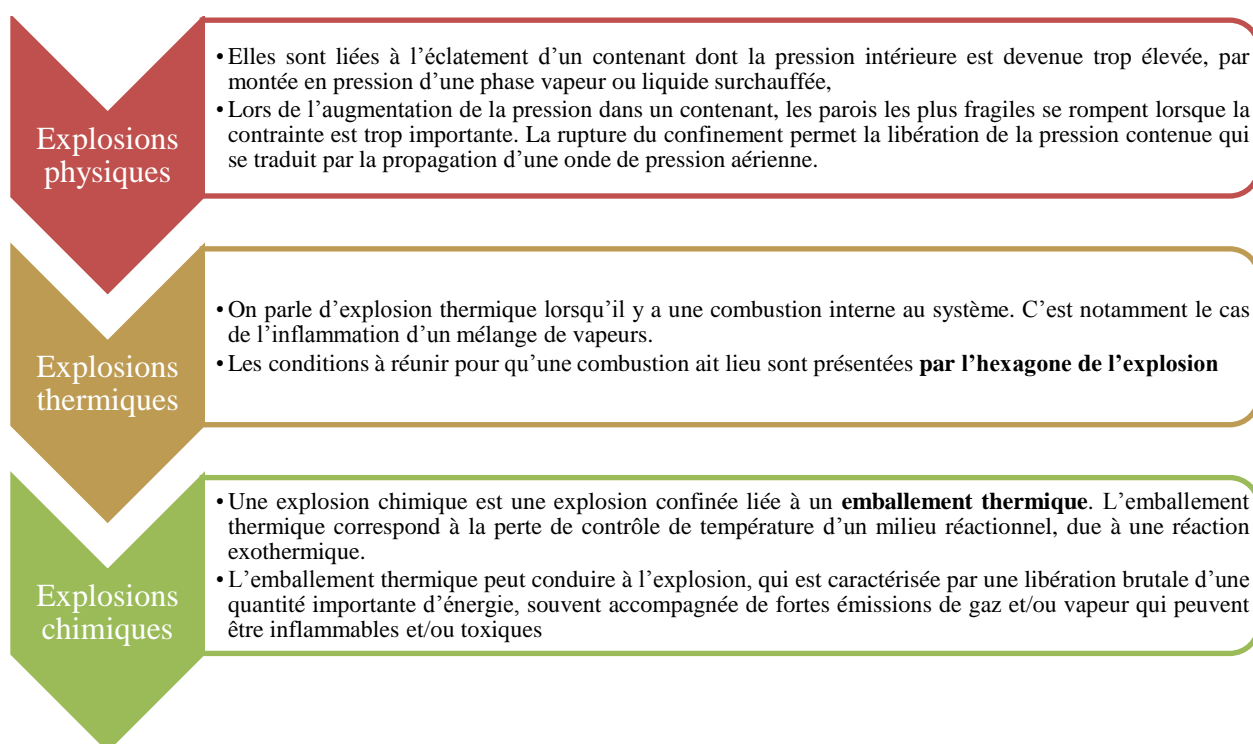 Explosions
physiques
• Elles sont liées à l’éclatement d’un contenant dont la pression intérieure est devenue trop élevée, par
montée en pression d’une phase vapeur ou liquide surchauffée,
• Lors de l’augmentation de la pression dans un contenant, les parois les plus fragiles se rompent lorsque la
contrainte est trop importante. La rupture du confinement permet la libération de la pression contenue qui
se traduit par la propagation d’une onde de pression aérienne.
Explosions
thermiques
• On parle d’explosion thermique lorsqu’il y a une combustion interne au système. C’est notamment le cas
de l’inflammation d’un mélange de vapeurs.
• Les conditions à réunir pour qu’une combustion ait lieu sont présentées par l’hexagone de l’explosion
Explosions
chimiques
• Une explosion chimique est une explosion confinée liée à un emballement thermique. L’emballement
thermique correspond à la perte de contrôle de température d’un milieu réactionnel, due à une réaction
exothermique.
• L’emballement thermique peut conduire à l’explosion, qui est caractérisée par une libération brutale d’une
quantité importante d’énergie, souvent accompagnée de fortes émissions de gaz et/ou vapeur qui peuvent
être inflammables et/ou toxiques